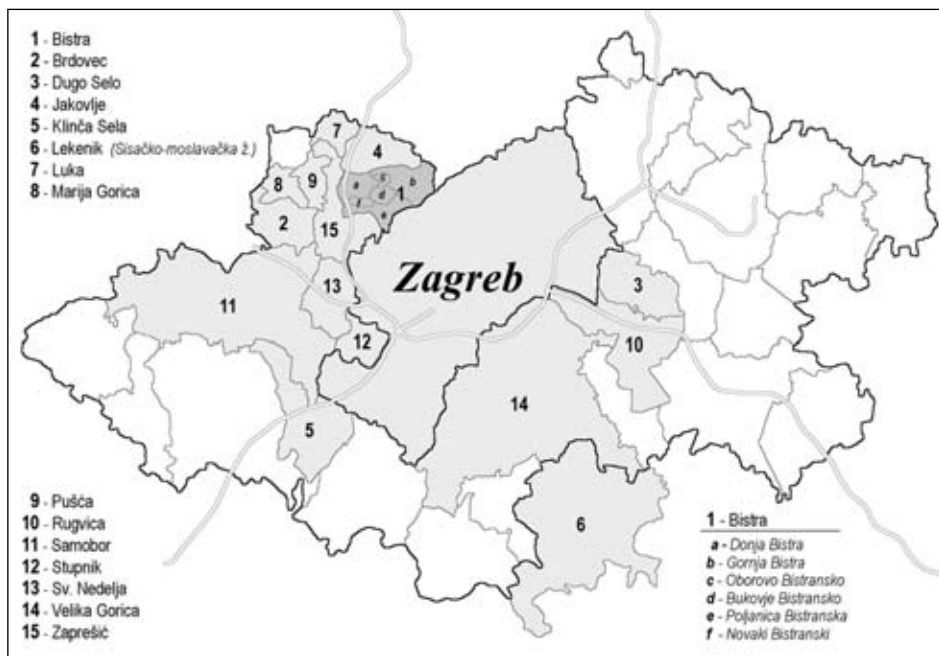 1 - Bistra
2 - Brdovec
3 - Dugo Selo
4 - Jakovlje
5 - Klinča Sela
6 - Lekenik (Sisačko-moslavačka ž.)
7 - Luka
8 - Marija Gorica
7
4
8
9
a
c
b
d
1
f
e
2
15
Zagreb
13
3
11
12
10
14
5
6
9 - Pušća
10 - Rugvica
11 - Samobor
12 - Stupnik
13 - Sv. Nedelja
14 - Velika Gorica
15 - Zaprešić
1 - Bistra
a - Donja Bistra
b - Gornja Bistra
c - Oborovo Bistransko
d - Bukovje Bistransko
e - Poljanica Bistranska
f - Novaki Bistranski